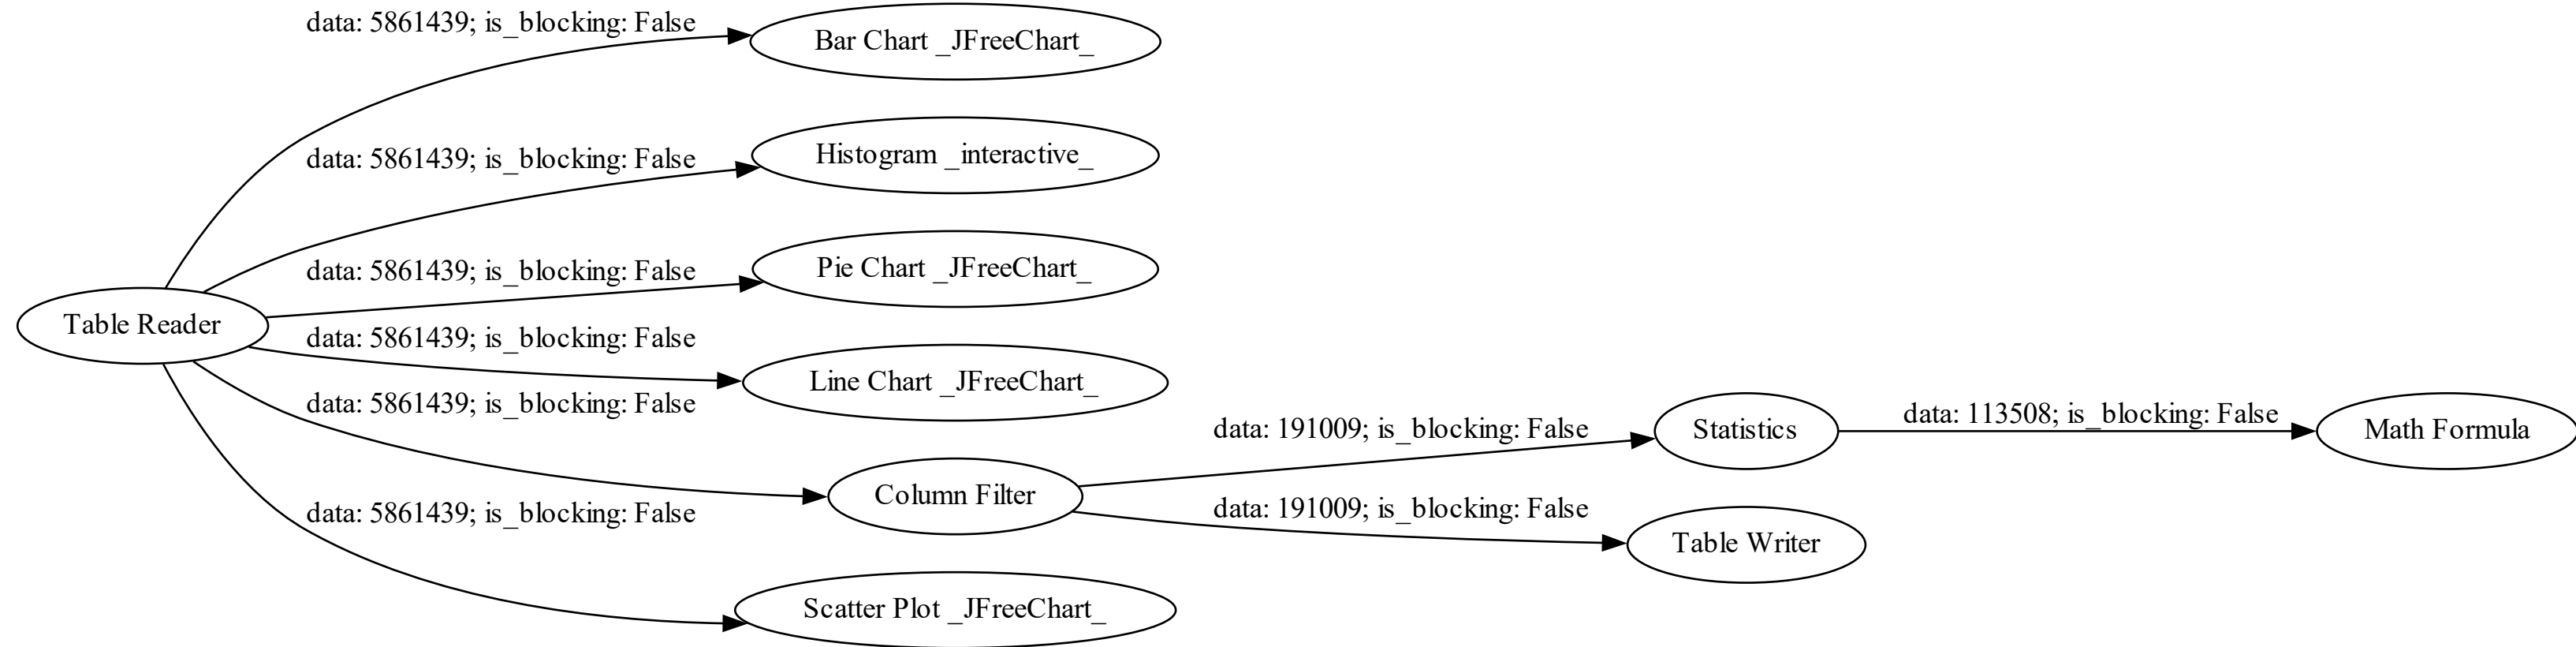 data: 5861439; is_blocking: False
Bar Chart _JFreeChart_
data: 5861439; is_blocking: False
Histogram _interactive_
data: 5861439; is_blocking: False
Pie Chart _JFreeChart_
Table Reader
data: 5861439; is_blocking: False
Line Chart _JFreeChart_
data: 5861439; is_blocking: False
Column Filter
data: 191009; is_blocking: False
Statistics
data: 113508; is_blocking: False
Math Formula
data: 191009; is_blocking: False
Table Writer
data: 5861439; is_blocking: False
Scatter Plot _JFreeChart_